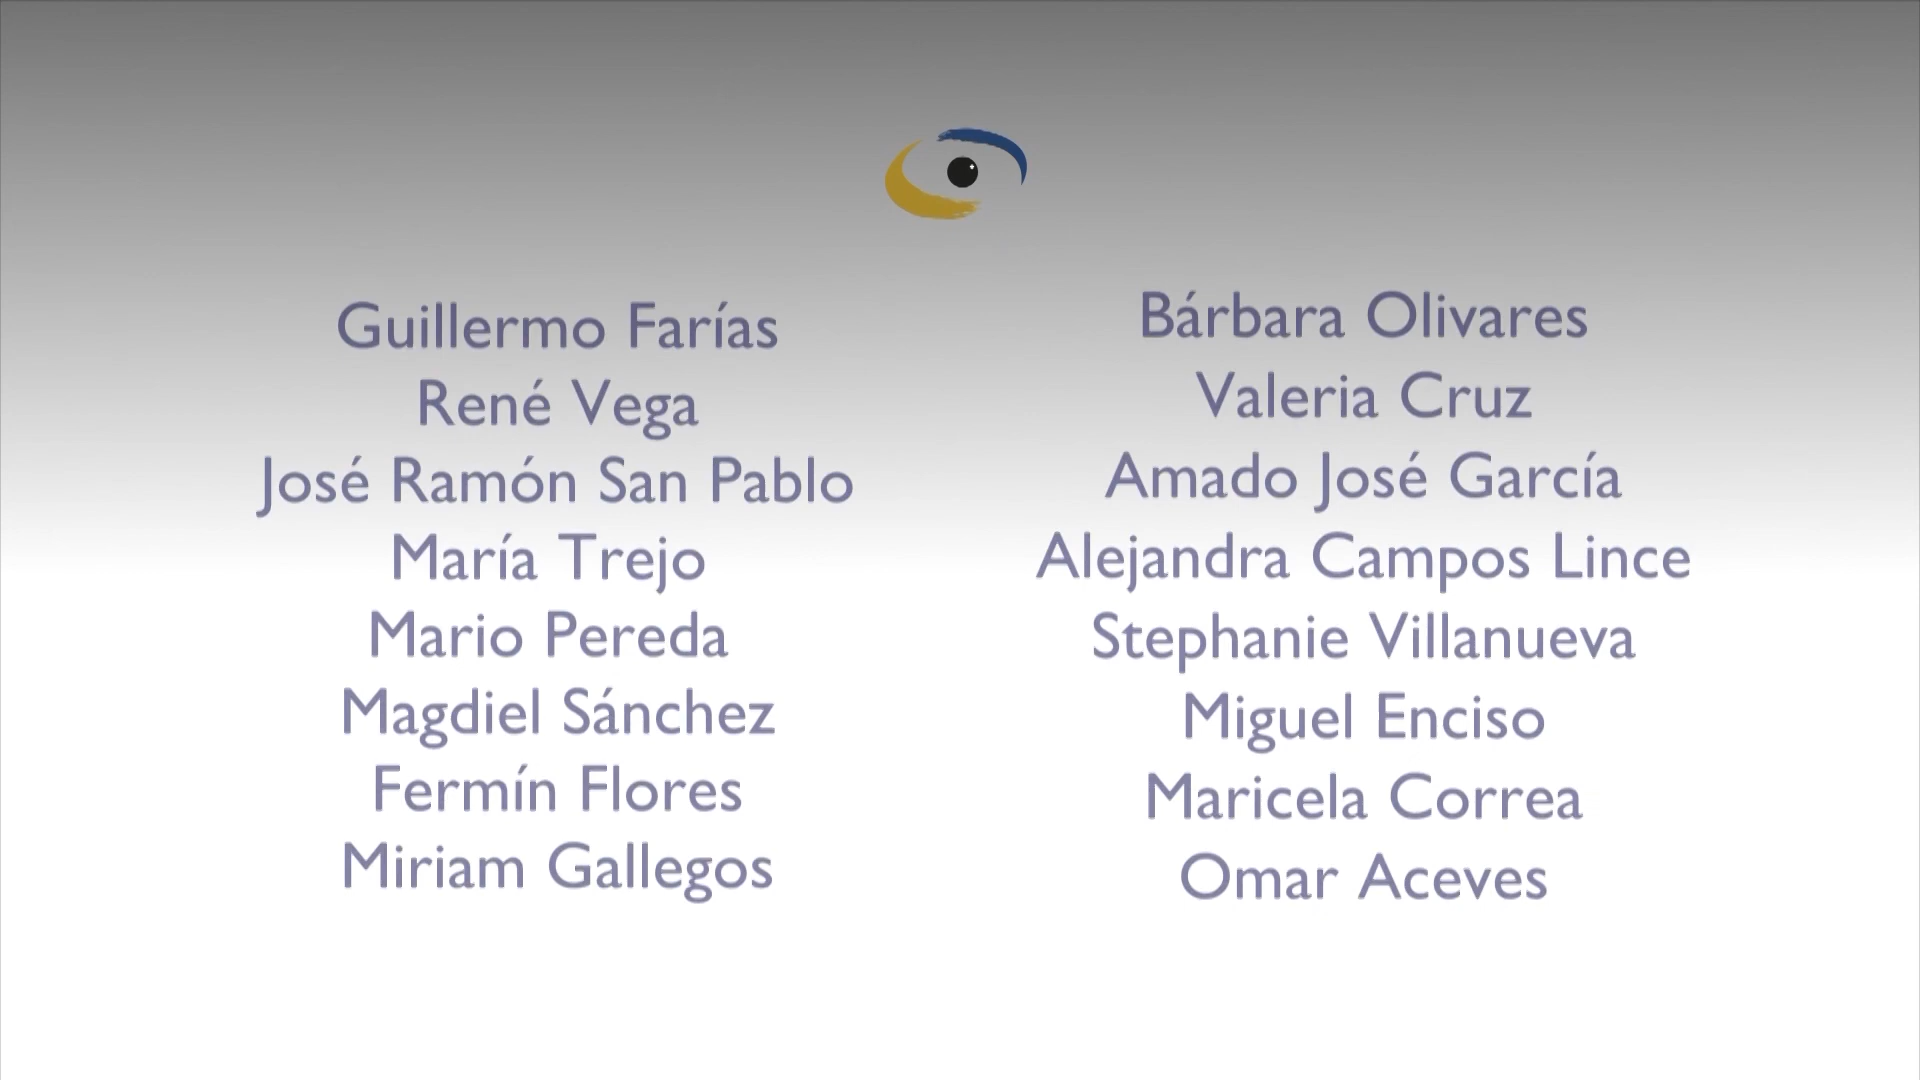 Guillermo Farías
René Vega
José Ramón San Pablo
María Trejo
Mario Pereda
Magdiel Sánchez
Fermín Flores
Miriam Gallegos
Bárbara Olivares
Valeria Cruz
Amado José García
Alejandra Campos Lince
Stephanie Villanueva
Miguel Enciso
Maricela Correa
Omar Aceves